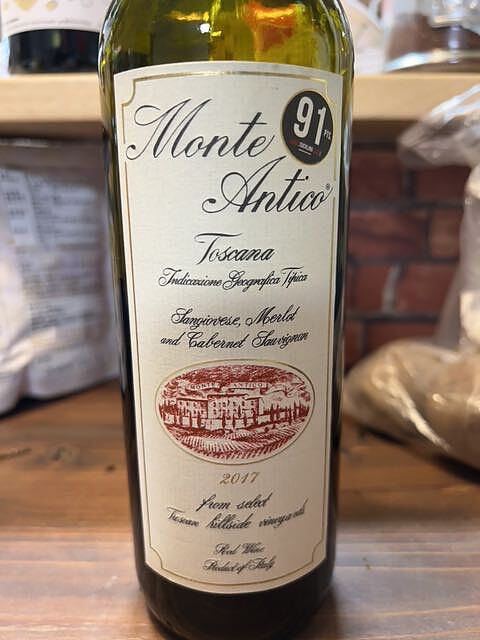 Monte
Antico®
91
PTS.
SUCKLING
Toscana
Indicazione Geografica Tipica
Sangiovese, Merlot
and Cabernet Sauvignon
MONTE ANTICO
2017
from select
Tuscan hillside vineyards
Red Wine
Product of Italy